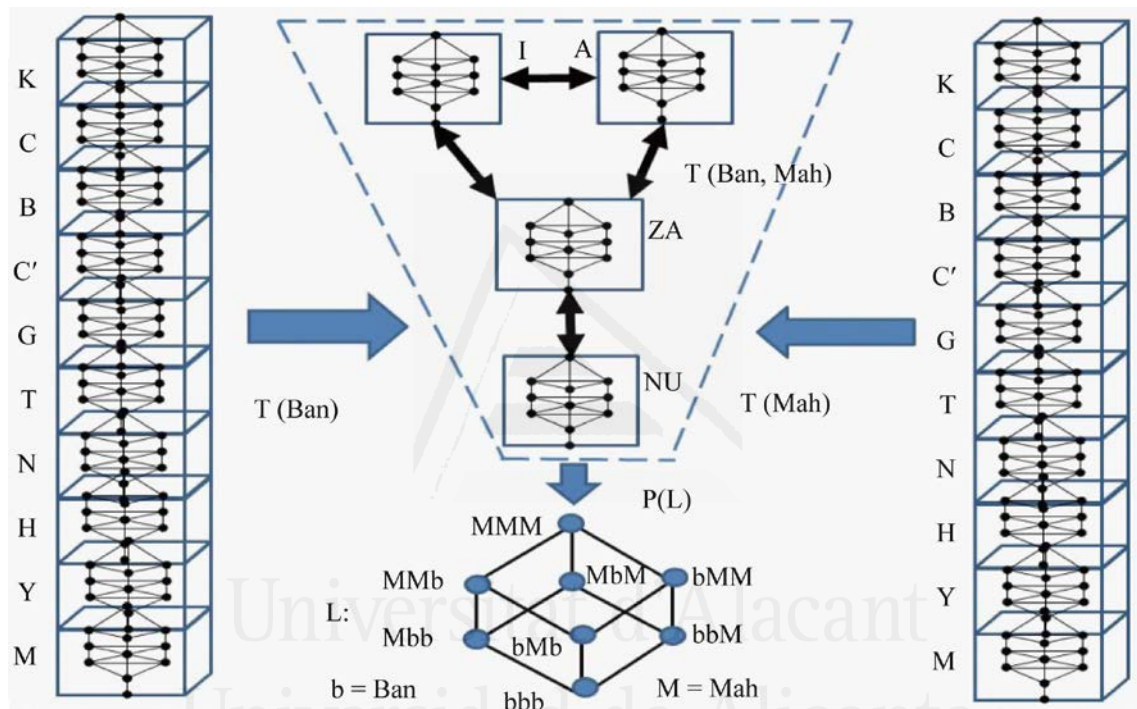 K
C
B
C′
G
T
N
H
Y
M
T (Ban)
I
A
T (Ban, Mah)
ZA
NU
T (Mah)
P(L)
MMM
MMb
MbM
bMM
L:
Mbb
bMb
bbM
b = Ban
bbb
M = Mah
K
C
B
C′
G
T
N
H
Y
M
Universitat d'Alacant
Universidad de Alicante